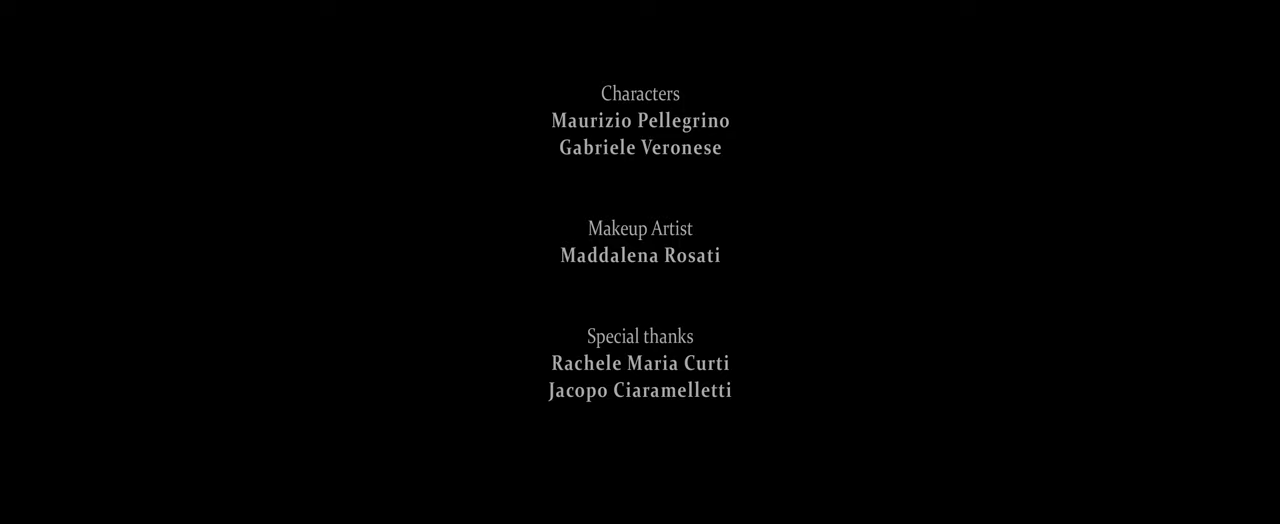 Characters
Maurizio Pellegrino
Gabriele Veronese
Makeup Artist
Maddalena Rosati
Special thanks
Rachele Maria Curti
Jacopo Ciaramelletti